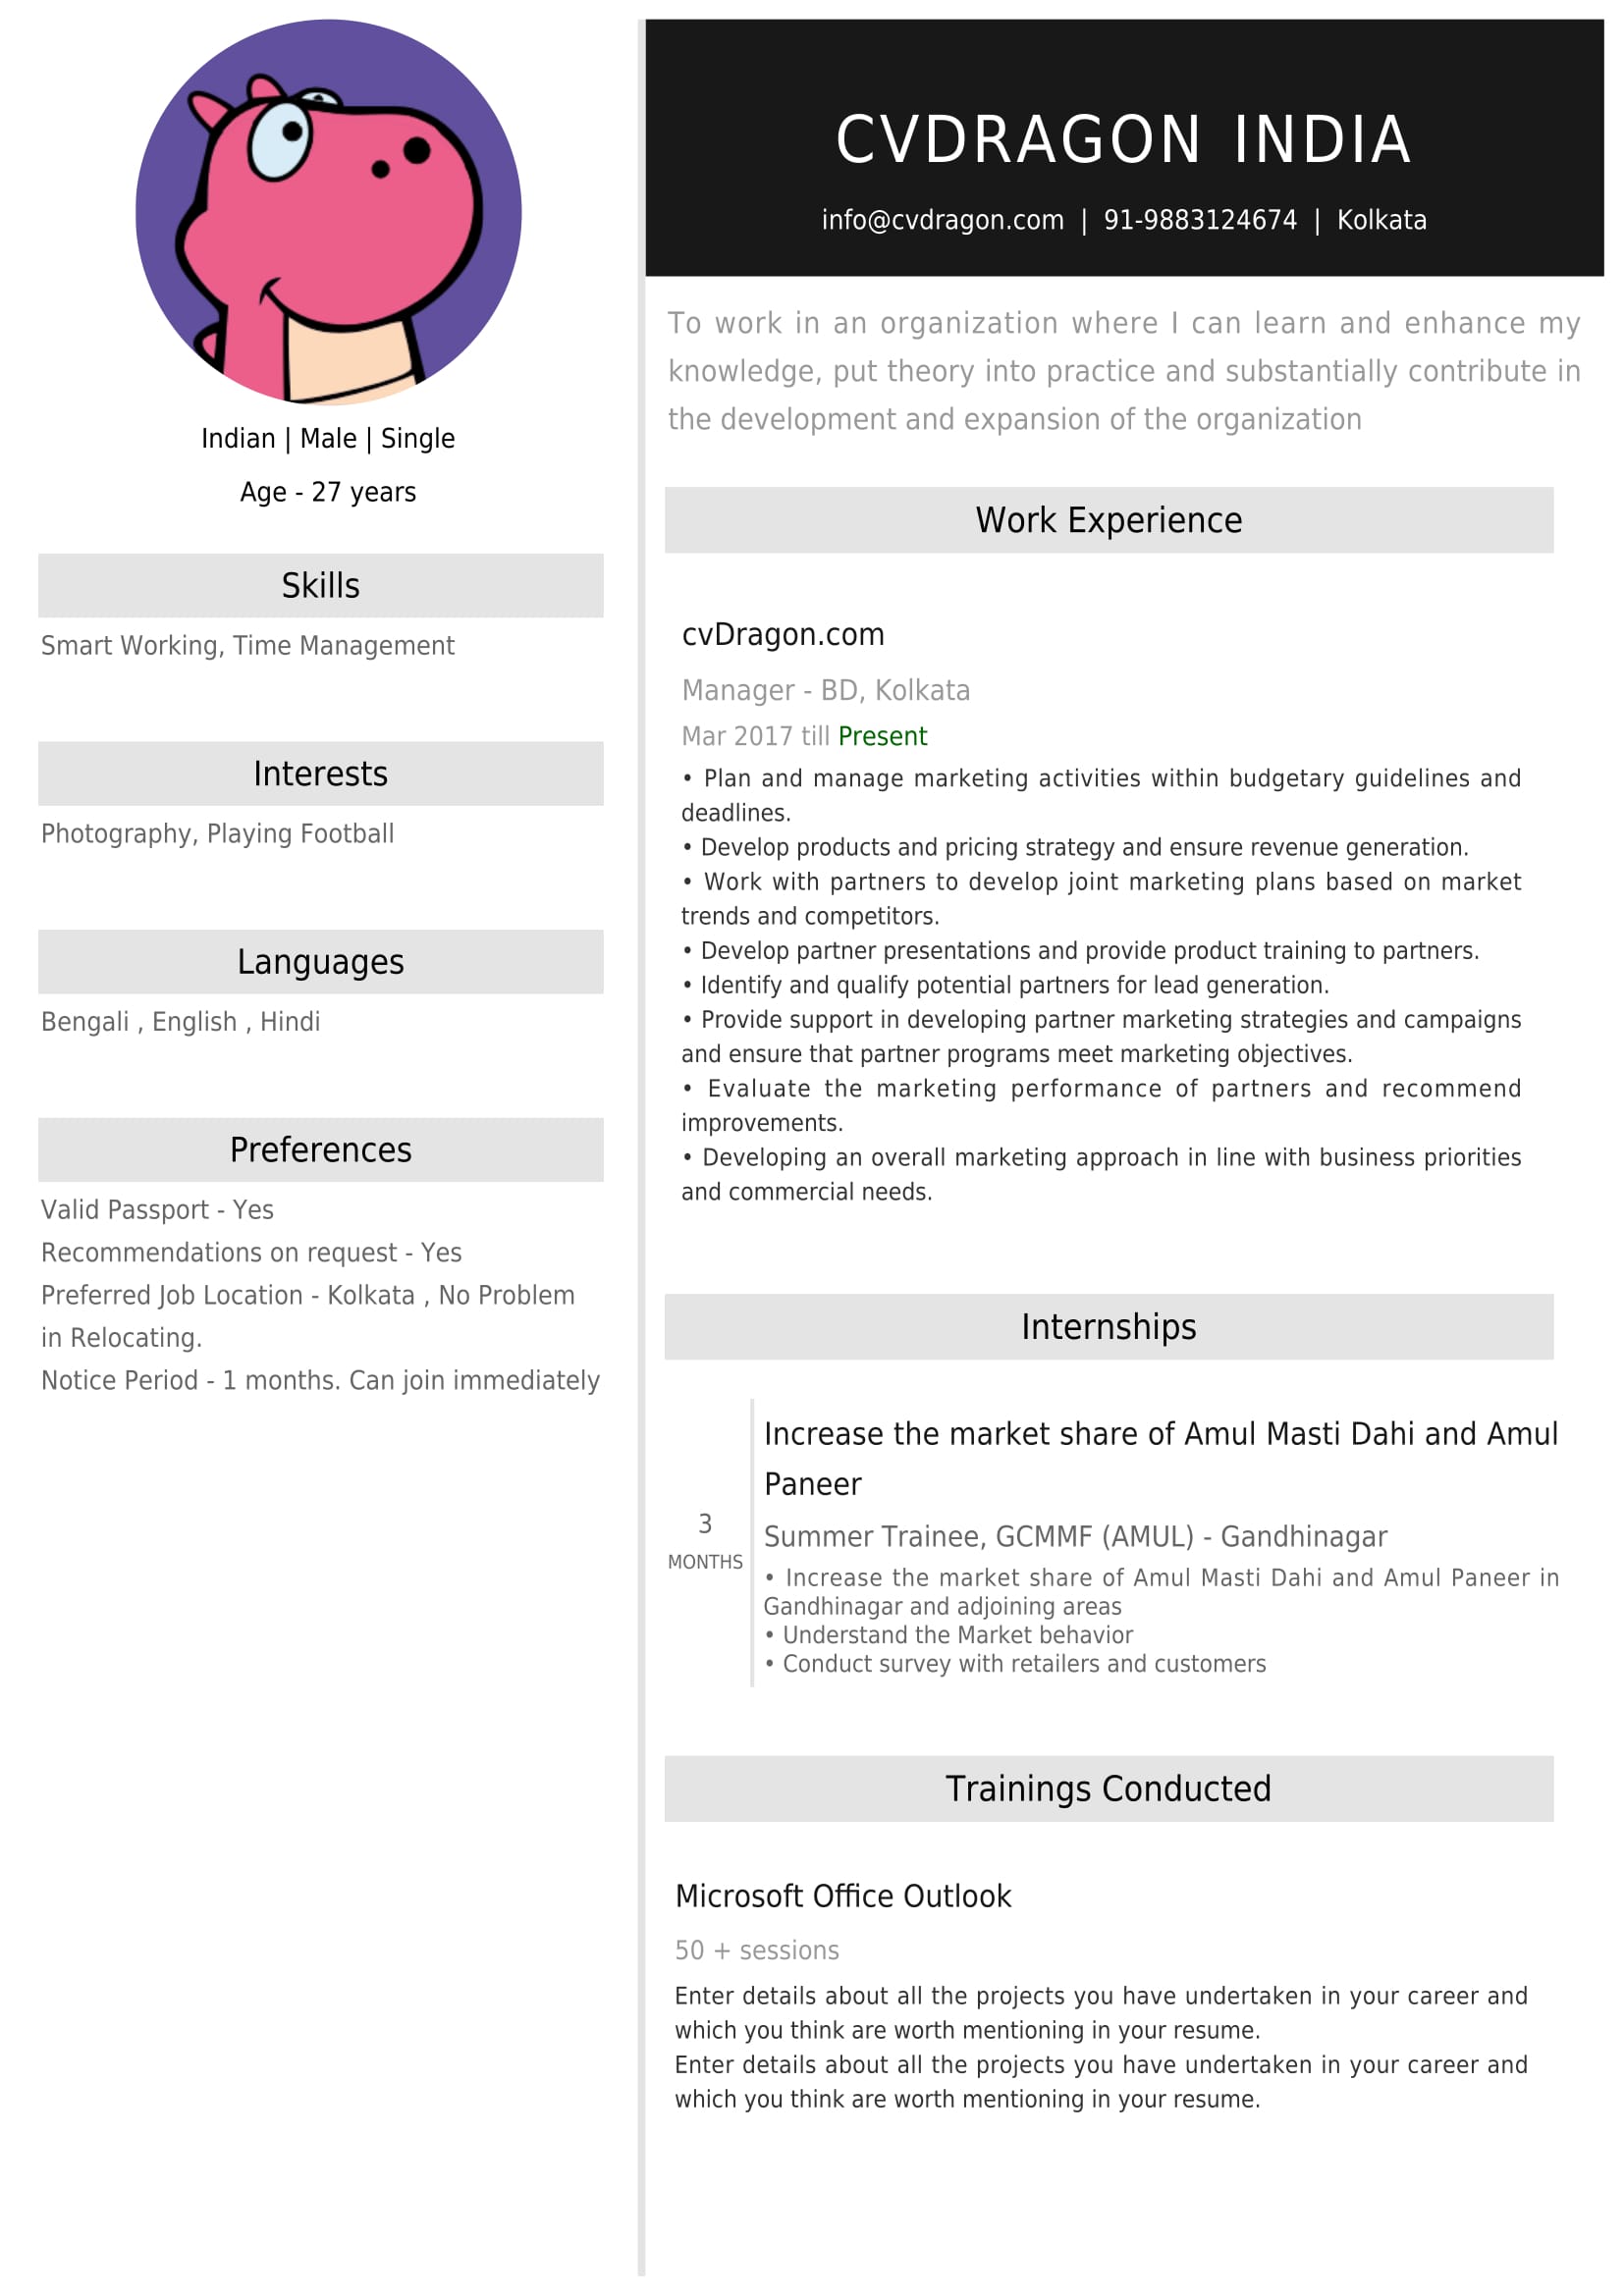 Indian | Male | Single
Age - 27 years
Skills
Smart Working, Time Management
Interests
Photography, Playing Football
Languages
Bengali , English , Hindi
Preferences
Valid Passport - Yes
Recommendations on request - Yes
Preferred Job Location - Kolkata , No Problem
in Relocating.
Notice Period - 1 months. Can join immediately
CVDRAGON INDIA
info@cvdragon.com | 91-9883124674 | Kolkata
To work in an organization where I can learn and enhance my
knowledge, put theory into practice and substantially contribute in
the development and expansion of the organization
Work Experience
cvDragon.com
Manager - BD, Kolkata
Mar 2017 till Present
• Plan and manage marketing activities within budgetary guidelines and
deadlines.
• Develop products and pricing strategy and ensure revenue generation.
• Work with partners to develop joint marketing plans based on market
trends and competitors.
• Develop partner presentations and provide product training to partners.
• Identify and qualify potential partners for lead generation.
• Provide support in developing partner marketing strategies and campaigns
and ensure that partner programs meet marketing objectives.
• Evaluate the marketing performance of partners and recommend
improvements.
• Developing an overall marketing approach in line with business priorities
and commercial needs.
Internships
3
MONTHS
Increase the market share of Amul Masti Dahi and Amul
Paneer
Summer Trainee, GCMMF (AMUL) - Gandhinagar
• Increase the market share of Amul Masti Dahi and Amul Paneer in
Gandhinagar and adjoining areas
• Understand the Market behavior
• Conduct survey with retailers and customers
Trainings Conducted
Microsoft Office Outlook
50 + sessions
Enter details about all the projects you have undertaken in your career and
which you think are worth mentioning in your resume.
Enter details about all the projects you have undertaken in your career and
which you think are worth mentioning in your resume.